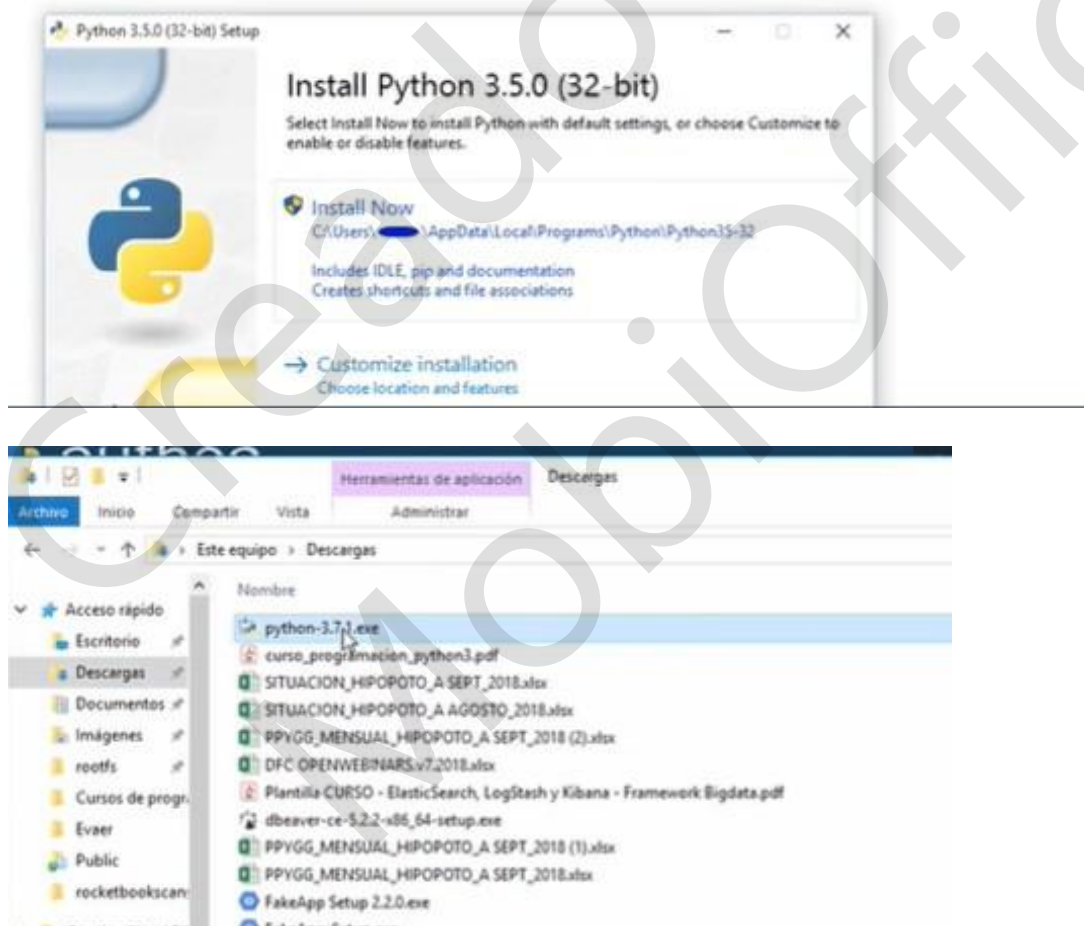 Python 3.5.0 (32-bit) Setup
Install Python 3.5.0 (32-bit)
Select Install Now to install Python with default settings, or choose Customize to
enable or disable features.
Install Now
C:\Users\ \AppData\Local\Programs\Python\Python35-32
Includes IDLE, pip and documentation
Creates shortcuts and file associations
→ Customize installation
Choose location and features
Herramientas de aplicación
Descargas
Archivo
Inicio
Compartir
Vista
Administrar
Este equipo > Descargas
Nombre
Acceso rápido
Escritorio
Descargas
Documentos
Imágenes
rootfs
Cursos de progr
Evaer
Public
rocketbookscan
python-3.7.1.exe
curso_programacion_python3.pdf
SITUACION_HIPOPOTO_A SEPT_2018.xlsx
SITUACION_HIPOPOTO_A AGOSTO_2018.xlsx
PPYGG_MENSUAL_HIPOPOTO_A SEPT_2018 (2).xlsx
DFC OPENWEBINARS.v7.2018.xlsx
Plantilla CURSO - ElasticSearch, LogStash y Kibana - Framework Bigdata.pdf
dbeaver-ce-5.2.2-x86_64-setup.exe
PPYGG_MENSUAL_HIPOPOTO_A SEPT_2018 (1).xlsx
PPYGG_MENSUAL_HIPOPOTO_A SEPT_2018.xlsx
FakeApp Setup 2.2.0.exe
Creado
MobiOffic